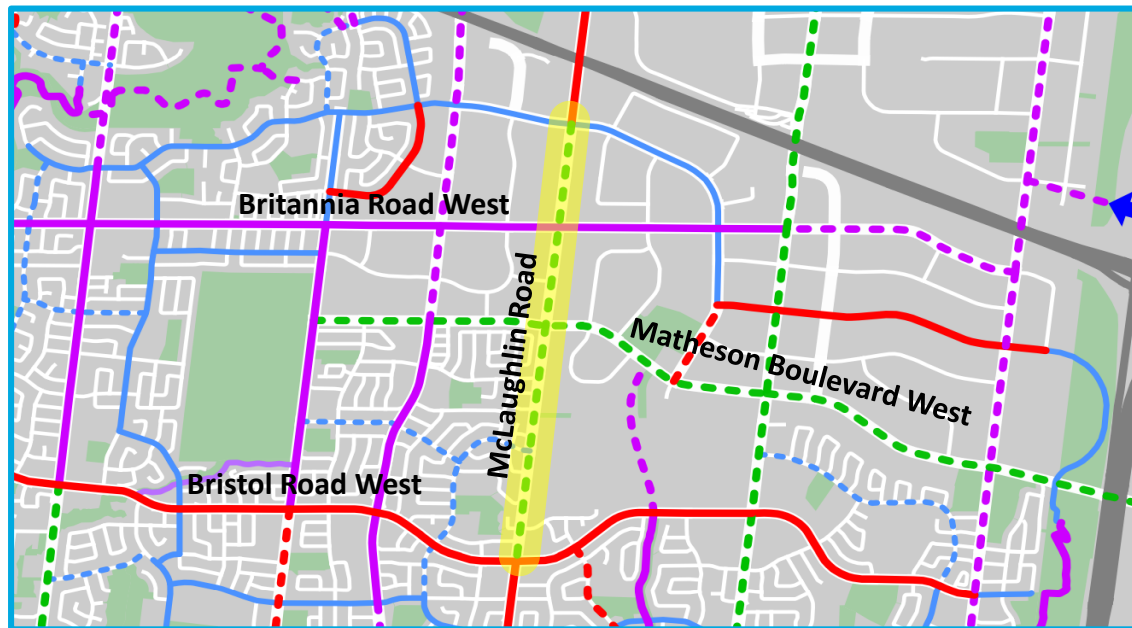 Britannia Road West
McLaughlin Road
Matheson Boulevard West
Bristol Road West